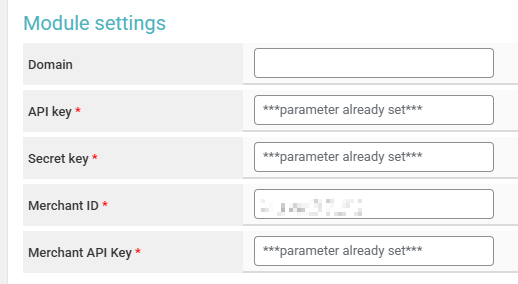 Module settings
Domain
API key * ***parameter already set***
Secret key * ***parameter already set***
Merchant ID *
Merchant API Key * ***parameter already set***